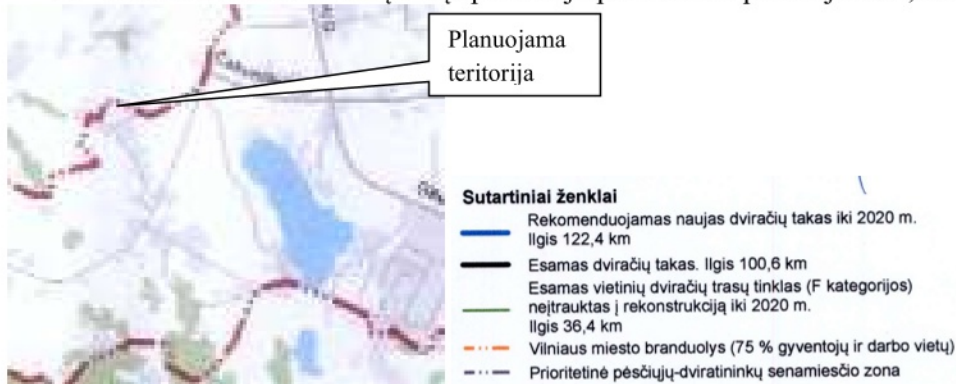 Planuojama
teritorija
Sutartiniai ženklai
Rekomenduojamas naujas dviračių takas iki 2020 m.
Ilgis 122,4 km
Esamas dviračių takas. Ilgis 100,6 km
Esamas vietinių dviračių trasų tinklas (F kategorijos)
neįtrauktas į rekonstrukciją iki 2020 m.
Ilgis 36,4 km
Vilniaus miesto branduolys (75 % gyventojų ir darbo vietų)
Prioritetinė pėsčiųjų-dviratininkų senamiesčio zona